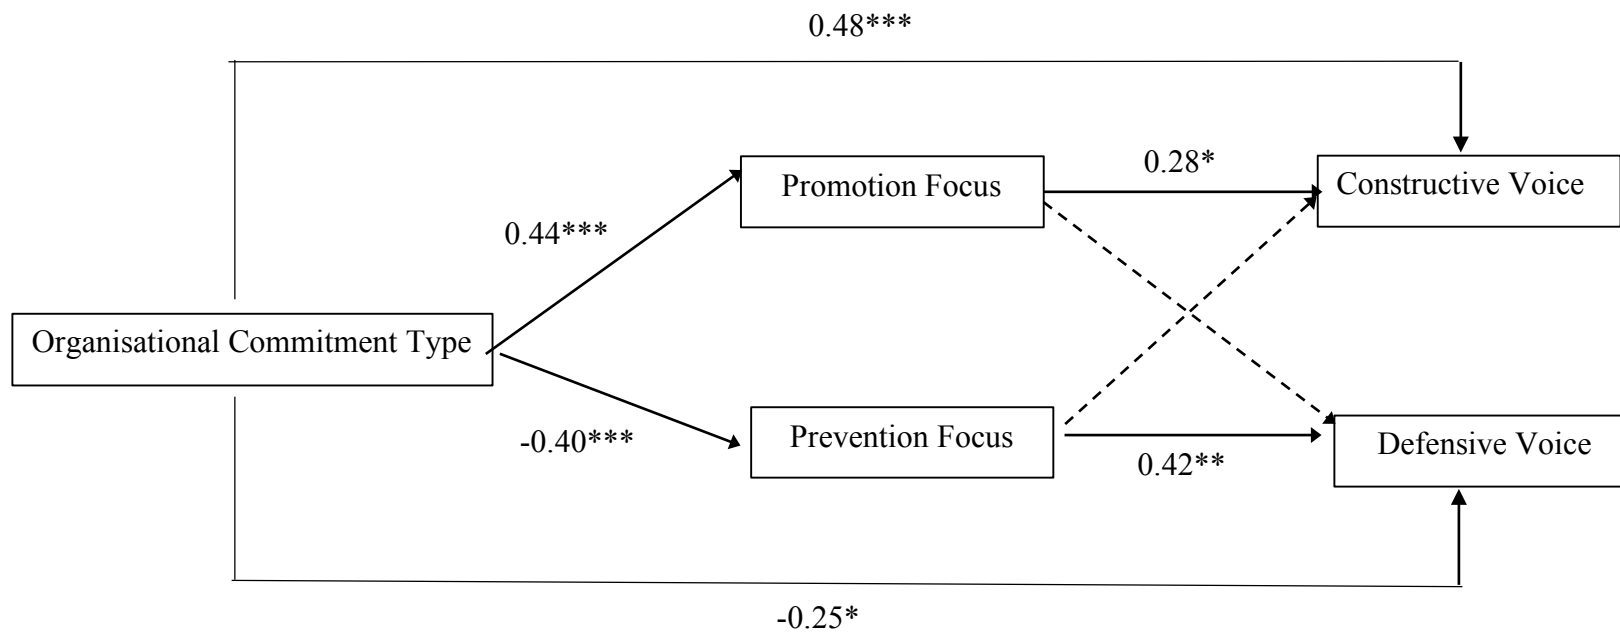 0.48***
Promotion Focus
0.28*
Constructive Voice
0.44***
Organisational Commitment Type
-0.40***
Prevention Focus
0.42**
Defensive Voice
-0.25*